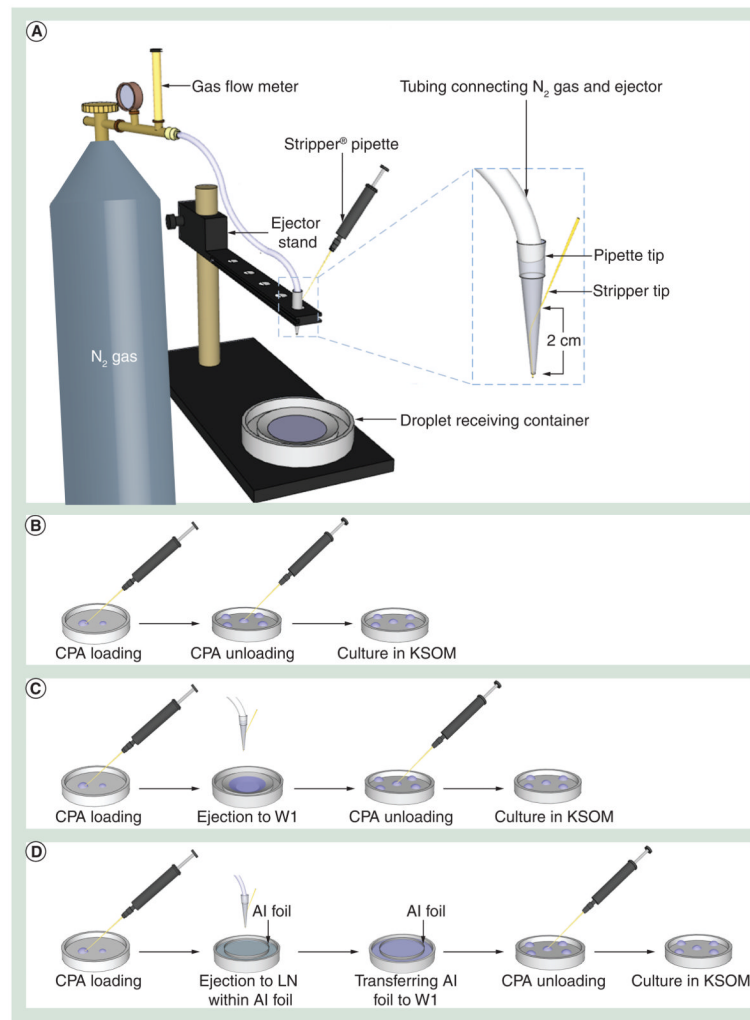 A
Gas flow meter
Tubing connecting N₂ gas and ejector
Stripper® pipette
Ejector
stand
Pipette tip
Stripper tip
2 cm
N₂ gas
Droplet receiving container
B
CPA loading
CPA unloading
Culture in KSOM
C
CPA loading
Ejection to W1
CPA unloading
Culture in KSOM
D
Al foil
Al foil
CPA loading
Ejection to LN
within Al foil
Transferring Al
foil to W1
CPA unloading
Culture in KSOM